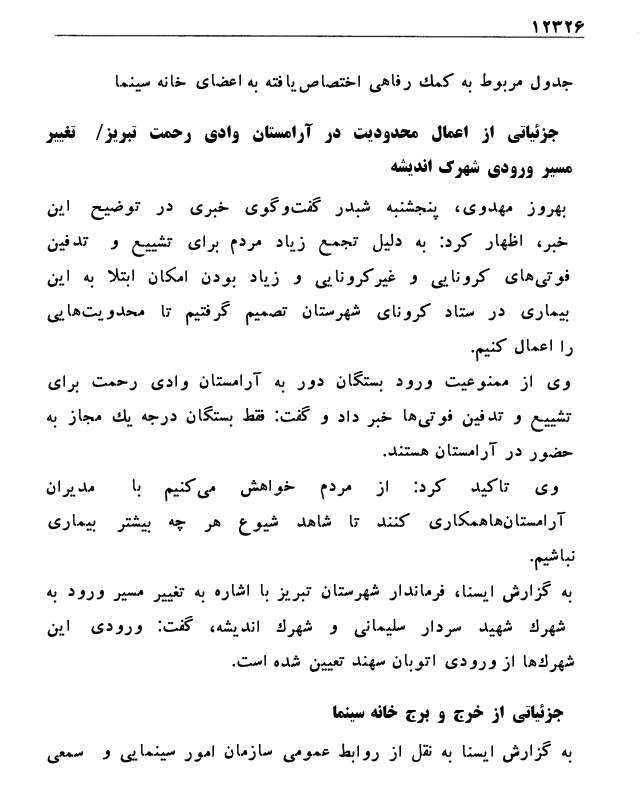 ۱۲۳۲۶
جدول مربوط به کمک رفاهی اختصاص‌یافته به اعضای خانه سینما
جزئیاتی از اعمال محدودیت در آرامستان وادی رحمت تبریز/ تغییر
مسیر ورودی شهرک اندیشه
بهروز مهدوی، پنجشنبه شبدر گفت‌وگوی خبری در توضیح این
خبر، اظهار کرد: به دلیل تجمع زیاد مردم برای تشییع و تدفین
فوتی‌های کرونایی و غیرکرونایی و زیاد بودن امکان ابتلا به این
بیماری در ستاد کرونای شهرستان تصمیم گرفتیم تا محدویت‌هایی
را اعمال کنیم.
وی از ممنوعیت ورود بستگان دور به آرامستان وادی رحمت برای
تشییع و تدفین فوتی‌ها خبر داد و گفت: فقط بستگان درجه یک مجاز به
حضور در آرامستان هستند.
وی تاکید کرد: از مردم خواهش می‌کنیم با مدیران
آرامستان‌هاهمکاری کنند تا شاهد شیوع هر چه بیشتر بیماری
نباشیم.
به گزارش ایسنا، فرماندار شهرستان تبریز با اشاره به تغییر مسیر ورود به
شهرک شهید سردار سلیمانی و شهرک اندیشه، گفت: ورودی این
شهرک‌ها از ورودی اتوبان سهند تعیین شده است.
جزئیاتی از خرج و برج خانه سینما
به گزارش ایسنا به نقل از روابط عمومی سازمان امور سینمایی و سمعی